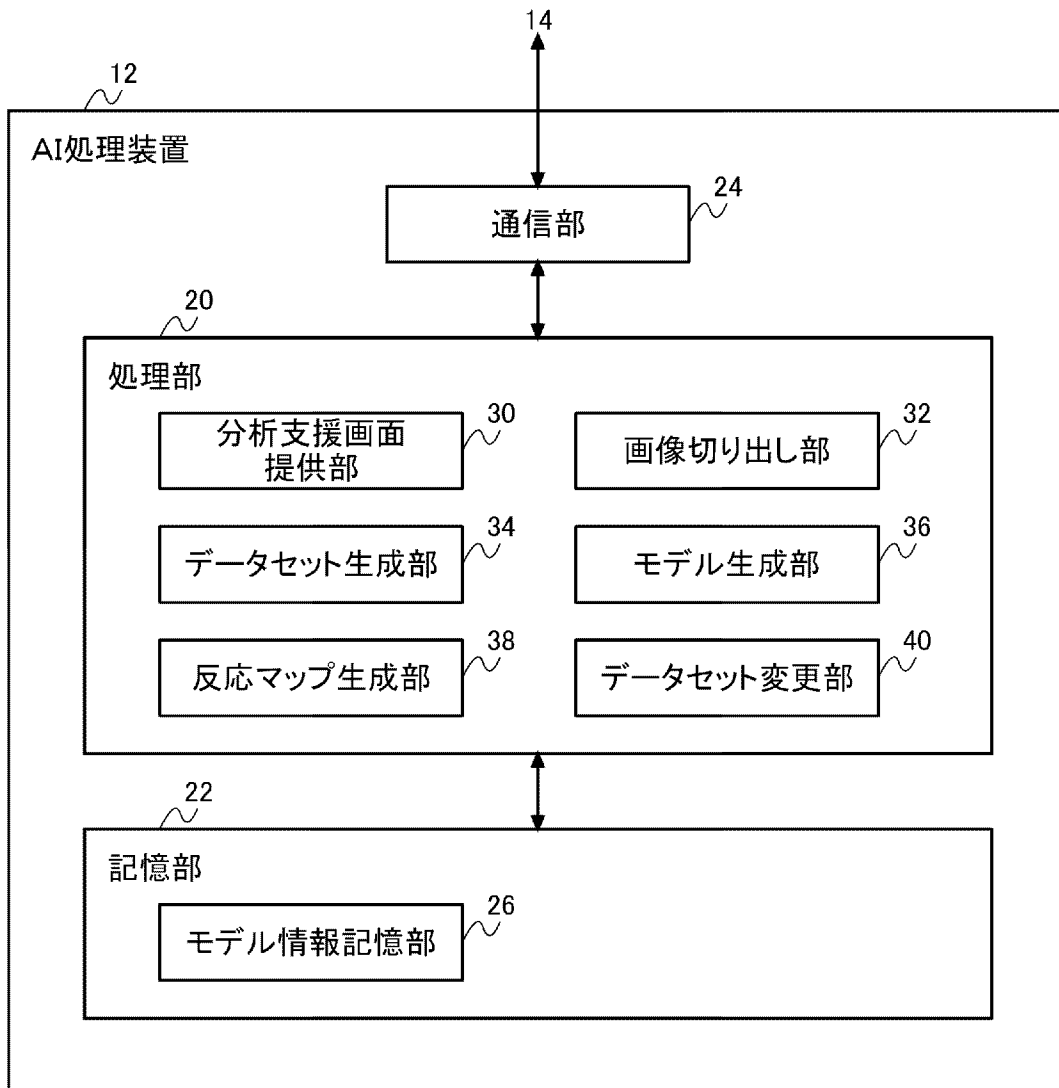 14
12
AI処理装置
24
通信部
20
処理部
30
分析支援画面
提供部
32
画像切り出し部
34
データセット生成部
36
モデル生成部
38
反応マップ生成部
40
データセット変更部
22
記憶部
26
モデル情報記憶部